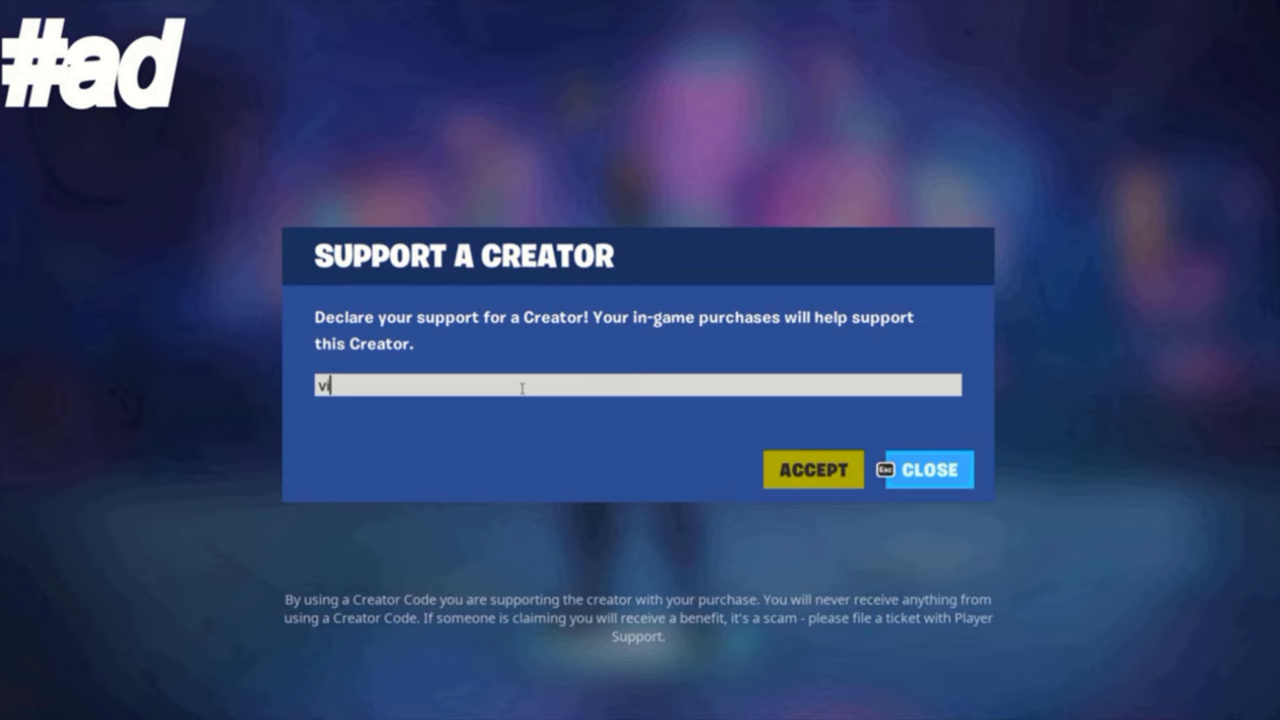 #ad
SUPPORT A CREATOR
Declare your support for a Creator! Your in-game purchases will help support
this Creator.
vi
ACCEPT
Esc CLOSE
By using a Creator Code you are supporting the creator with your purchase. You will never receive anything from
using a Creator Code. If someone is claiming you will receive a benefit, it's a scam - please file a ticket with Player
Support.